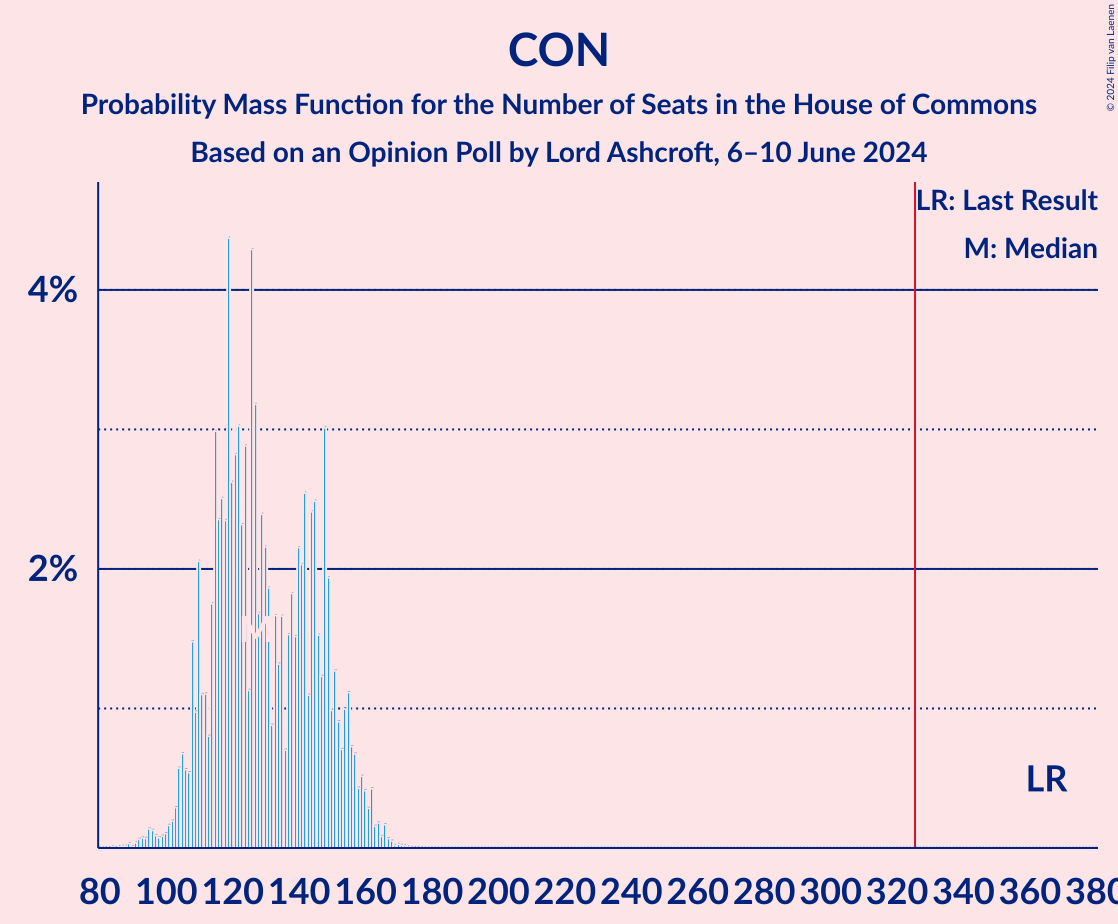 CON
Probability Mass Function for the Number of Seats in the House of Commons
Based on an Opinion Poll by Lord Ashcroft, 6–10 June 2024
© 2024 Filip van Laenen
LR: Last Result
M: Median
4%
2%
LR
80 100 120 140 160 180 200 220 240 260 280 300 320 340 360 380